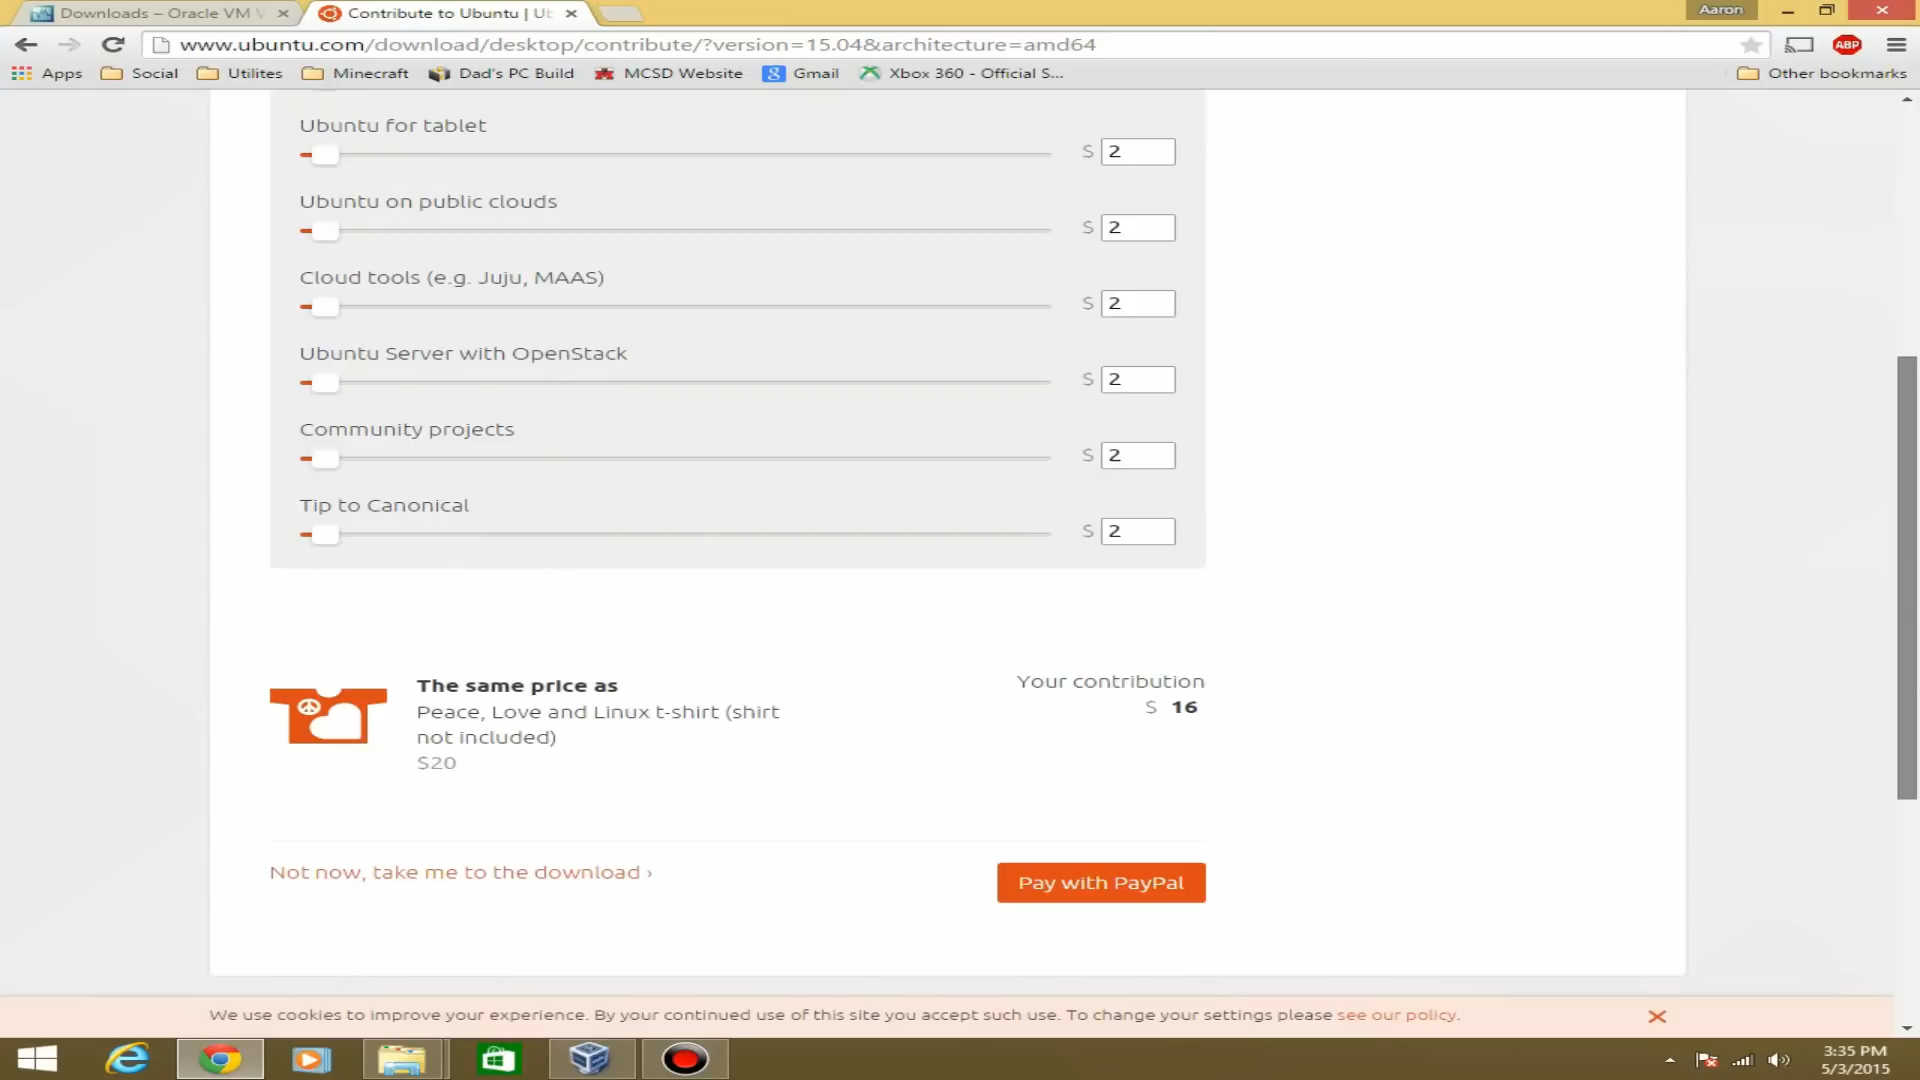 Downloads – Oracle VM V
Contribute to Ubuntu | Ub
Aaron
www.ubuntu.com/download/desktop/contribute/?version=15.04&architecture=amd64
ABP
Apps
Social
Utilites
Minecraft
Dad's PC Build
MCSD Website
8
Gmail
Xbox 360 - Official S...
Other bookmarks
Ubuntu for tablet
$ 2
Ubuntu on public clouds
$ 2
Cloud tools (e.g. Juju, MAAS)
$ 2
Ubuntu Server with OpenStack
$ 2
Community projects
$ 2
Tip to Canonical
$ 2
The same price as
Peace, Love and Linux t-shirt (shirt
not included)
$20
Your contribution
$ 16
Not now, take me to the download ›
Pay with PayPal
We use cookies to improve your experience. By your continued use of this site you accept such use. To change your settings please see our policy.
3:35 PM
5/3/2015